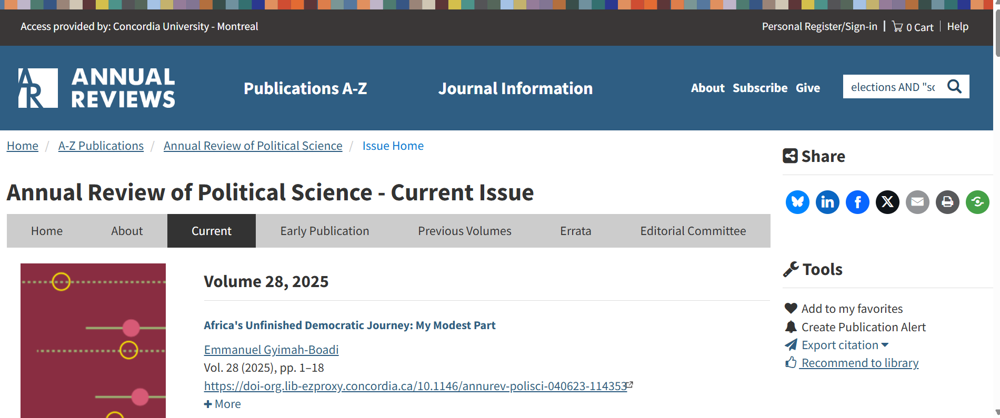 Access provided by: Concordia University - Montreal
Personal Register/Sign-in
0 Cart
Help
AR
ANNUAL
REVIEWS
Publications A-Z
Journal Information
About
Subscribe
Give
elections AND "sc
Home / A-Z Publications / Annual Review of Political Science / Issue Home
Annual Review of Political Science - Current Issue
Home
About
Current
Early Publication
Previous Volumes
Errata
Editorial Committee
Volume 28, 2025
Africa's Unfinished Democratic Journey: My Modest Part
Emmanuel Gyimah-Boadi
Vol. 28 (2025), pp. 1–18
https://doi-org.lib-ezproxy.concordia.ca/10.1146/annurev-polisci-040623-114353
More
Share
Tools
Add to my favorites
Create Publication Alert
Export citation
Recommend to library